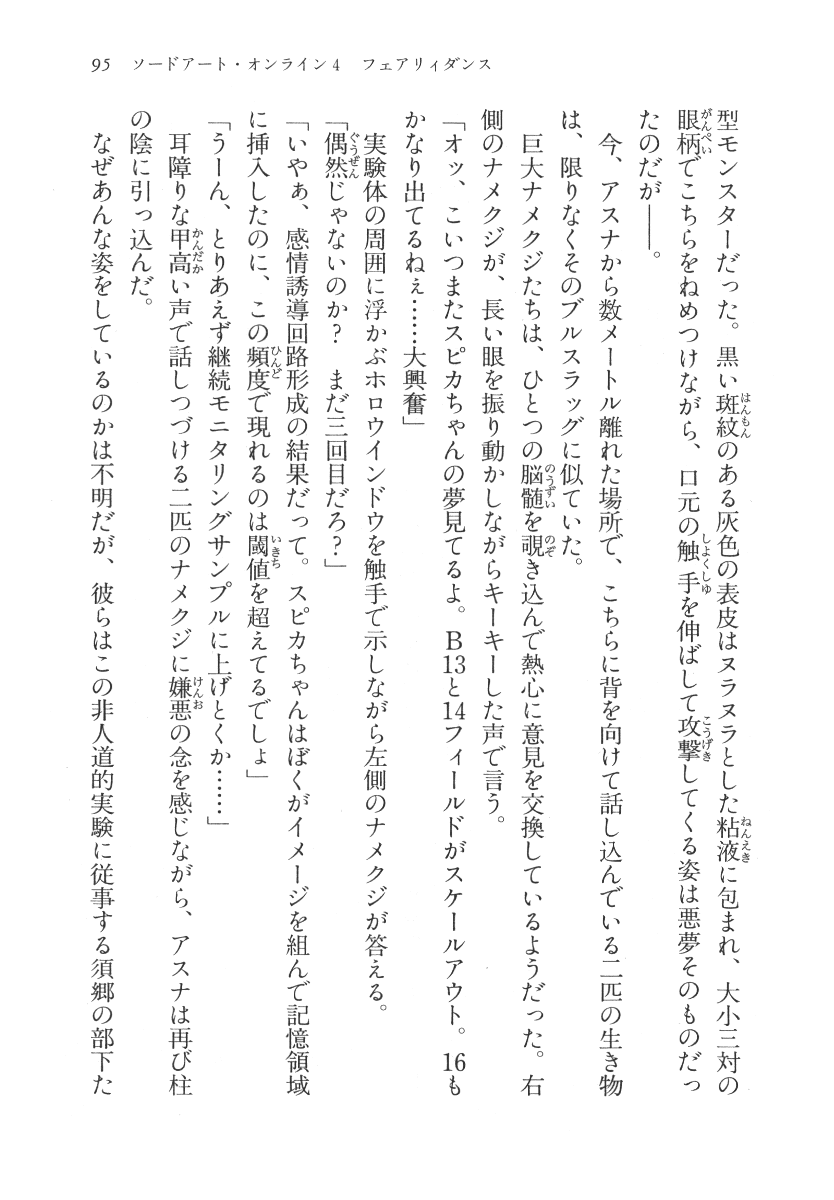 95　ソードアート・オンライン4　フェアリィダンス
型モンスターだった。黒い斑紋のある灰色の表皮はヌラヌラとした粘液に包まれ、大小三対の
眼柄でこちらをねめつけながら、口元の触手を伸ばして攻撃してくる姿は悪夢そのものだっ
たのだが――。
　今、アスナから数メートル離れた場所で、こちらに背を向けて話し込んでいる二匹の生き物
は、限りなくそのブルスラッグに似ていた。
　巨大ナメクジたちは、ひとつの脳髄を覗き込んで熱心に意見を交換しているようだった。右
側のナメクジが、長い眼を振り動かしながらキーキーした声で言う。
「オッ、こいつまたスピカちゃんの夢見てるよ。B13と14フィールドがスケールアウト。16も
かなり出てるねぇ……大興奮」
　実験体の周囲に浮かぶホロウインドウを触手で示しながら左側のナメクジが答える。
「偶然じゃないのか？　まだ三回目だろ？」
「いやぁ、感情誘導回路形成の結果だって。スピカちゃんはぼくがイメージを組んで記憶領域
に挿入したのに、この頻度で現れるのは閾値を超えてるでしょ」
「うーん、とりあえず継続モニタリングサンプルに上げとくか……」
　耳障りな甲高い声で話しつづける二匹のナメクジに嫌悪の念を感じながら、アスナは再び柱
の陰に引っ込んだ。
　なぜあんな姿をしているのかは不明だが、彼らはこの非人道的実験に従事する須郷の部下た